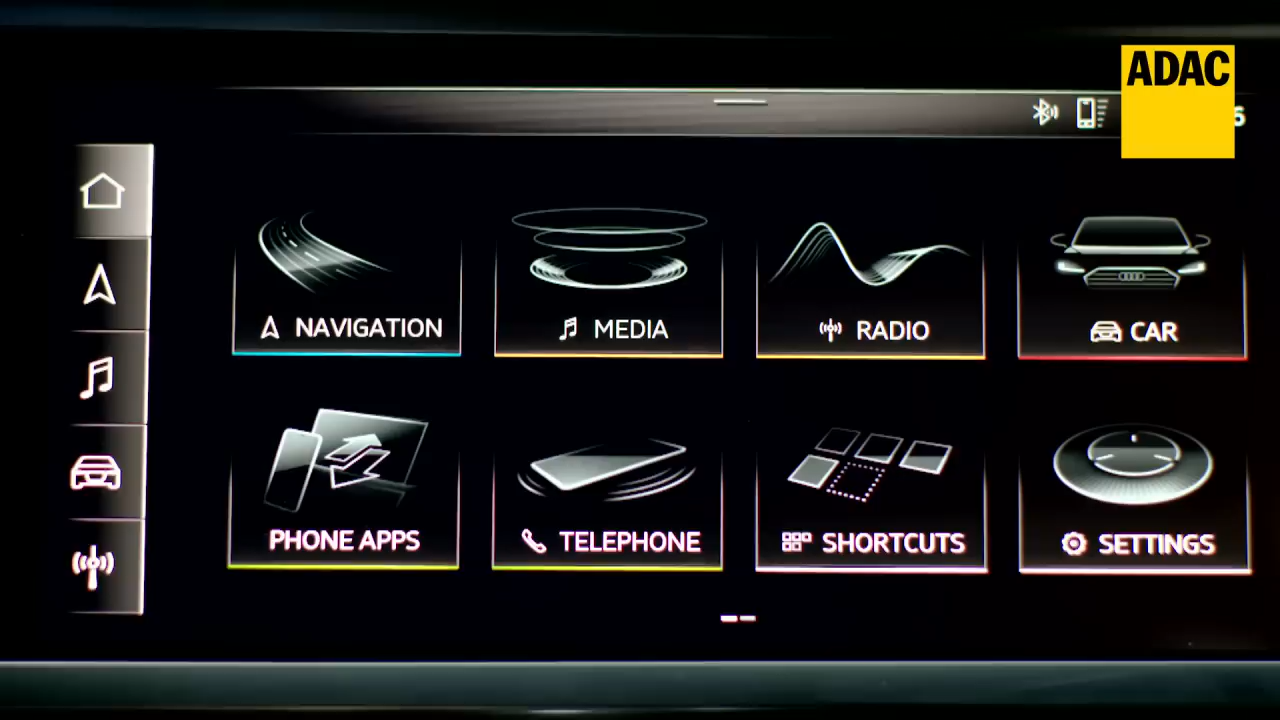 ADAC
NAVIGATION
MEDIA
RADIO
CAR
PHONE APPS
TELEPHONE
SHORTCUTS
SETTINGS